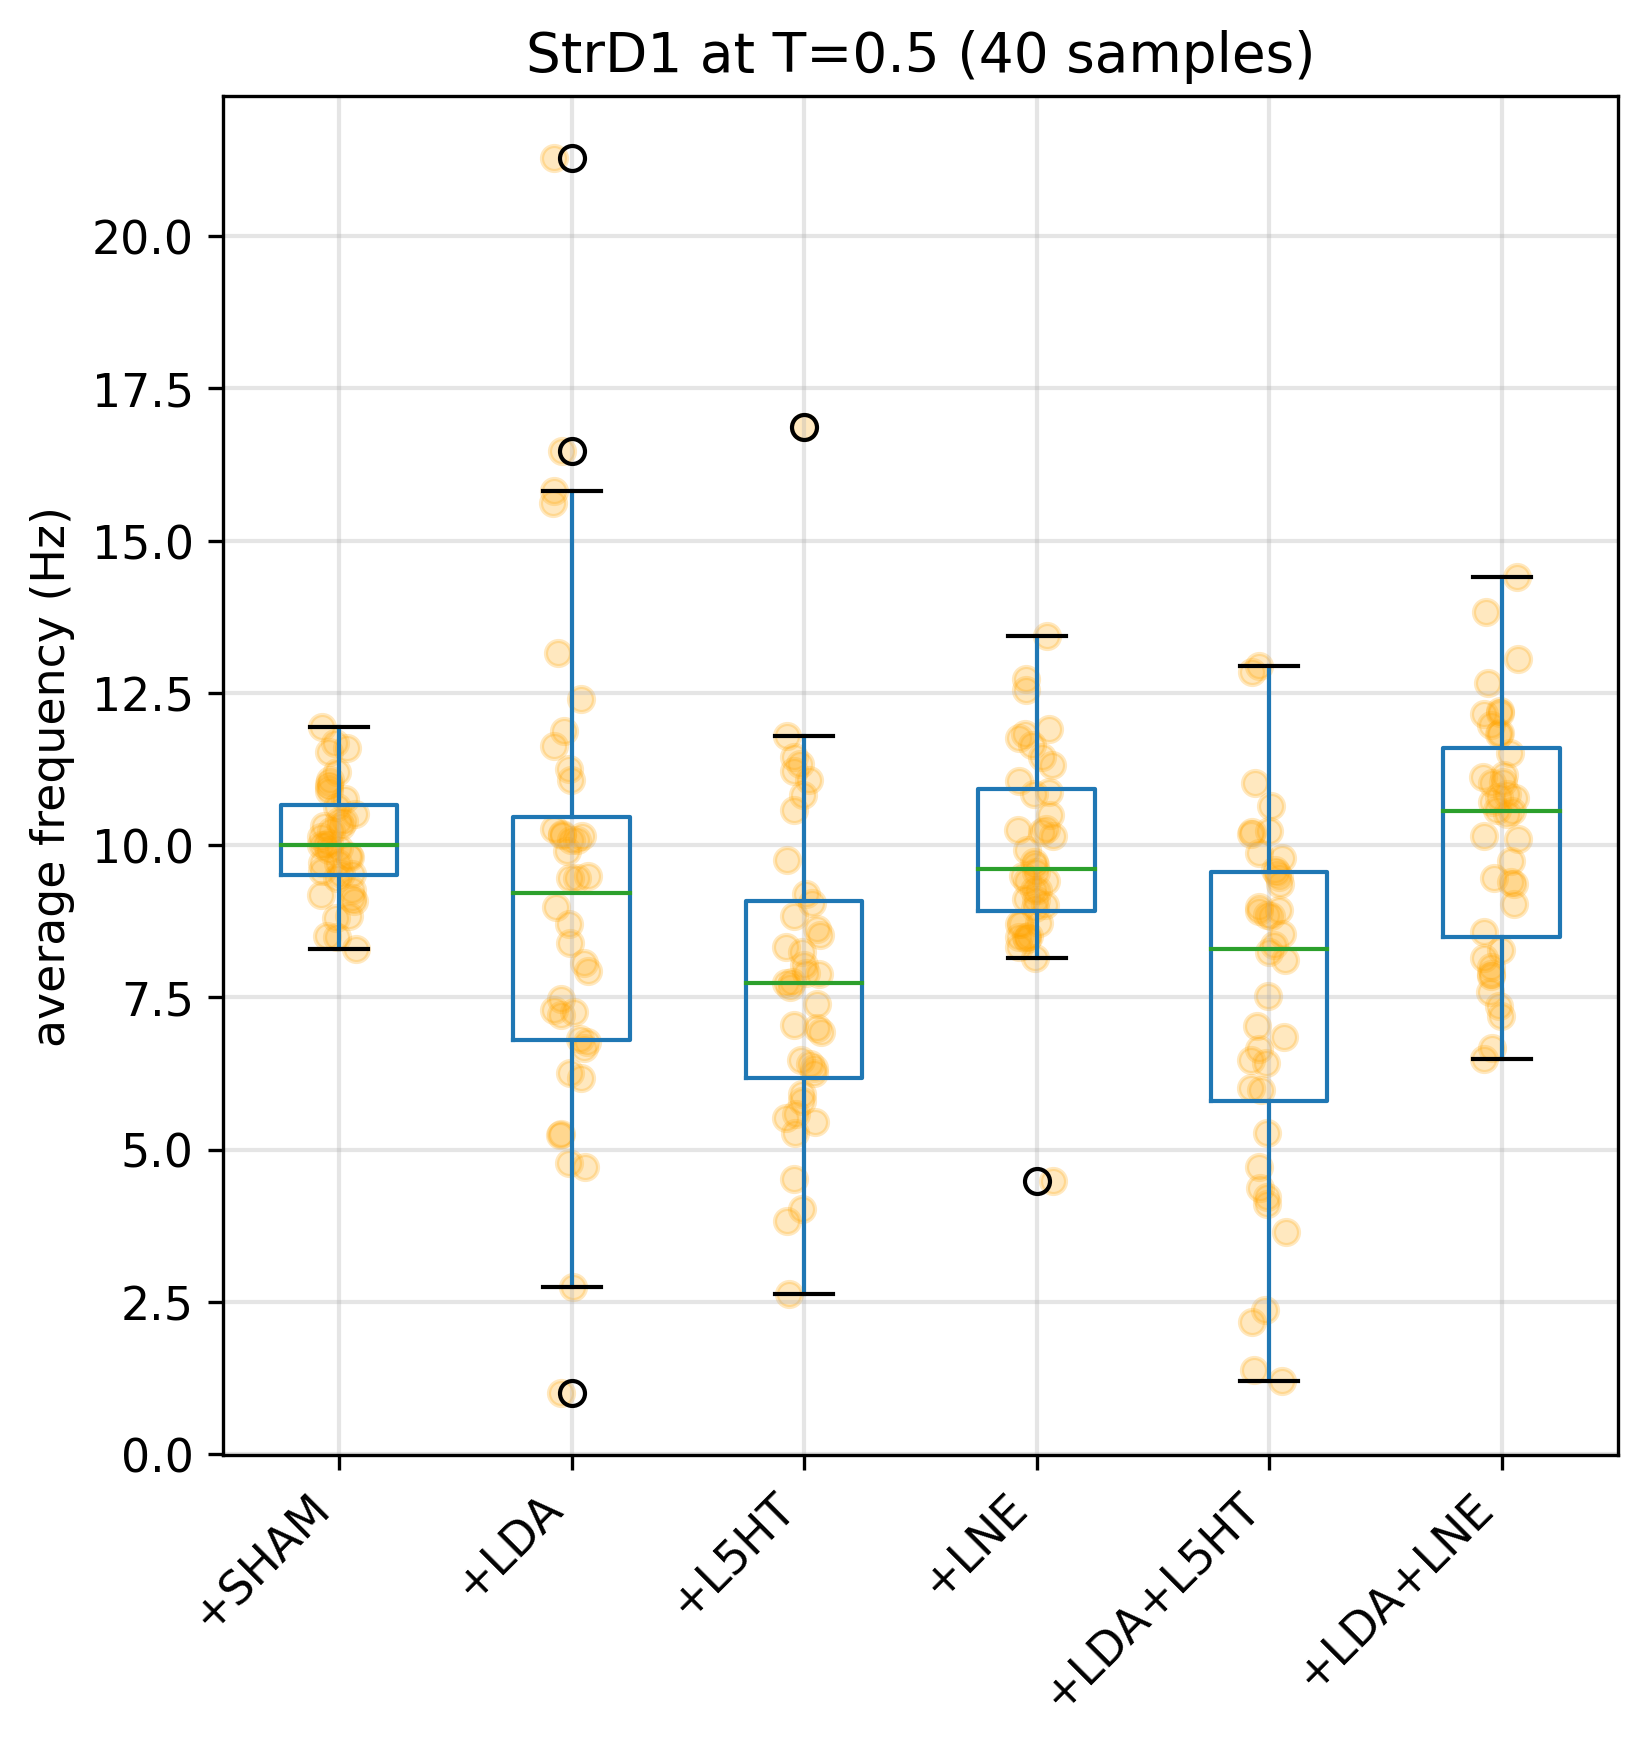 StrD1 at T=0.5 (40 samples)
average frequency (Hz)
20.0
17.5
15.0
12.5
10.0
7.5
5.0
2.5
0.0
+SHAM
+LDA
+L5HT
+LNE
+LDA+L5HT
+LDA+LNE